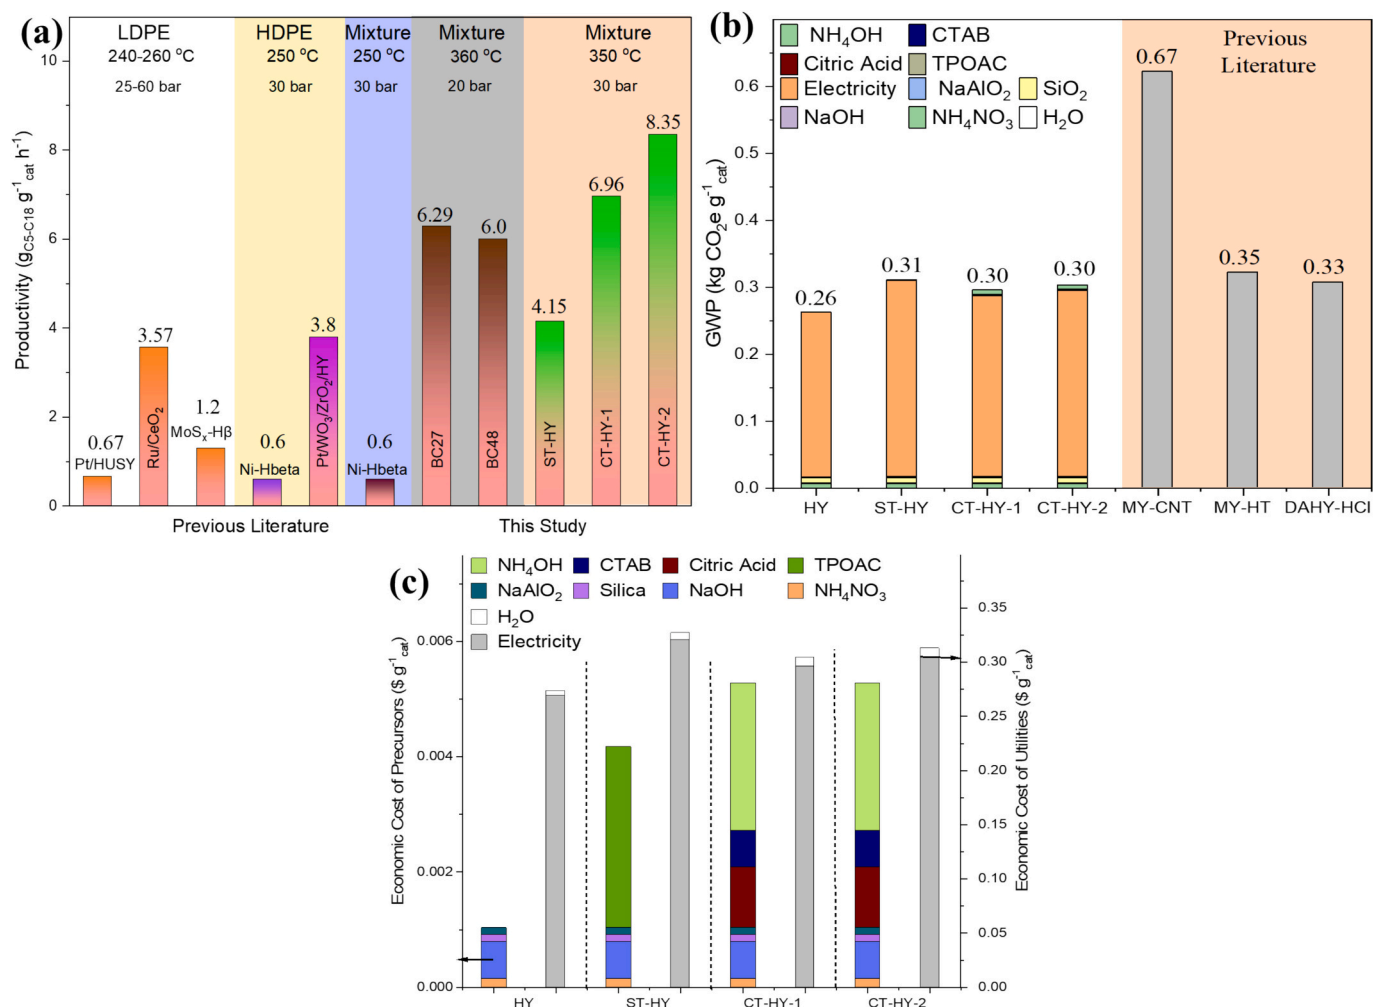 (a)
LDPE
240-260 °C
25-60 bar
HDPE
250 °C
30 bar
Mixture
250 °C
30 bar
Mixture
360 °C
20 bar
Mixture
350 °C
30 bar
Productivity (g_C5-C18 g⁻¹_cat h⁻¹)
10
8
6
4
2
0
0.67
Pt/HUSY
3.57
Ru/CeO₂
1.2
MoSₓ-Hβ
0.6
Ni-Hbeta
3.8
Pt/WO₃/ZrO₂/HY
0.6
Ni-Hbeta
6.29
BC27
6.0
BC48
4.15
ST-HY
6.96
CT-HY-1
8.35
CT-HY-2
Previous Literature
This Study
(b)
NH₄OH
CTAB
Citric Acid
TPOAC
Electricity
NaAlO₂
SiO₂
NaOH
NH₄NO₃
H₂O
Previous
Literature
GWP (kg CO₂e g⁻¹_cat)
0.6
0.5
0.4
0.3
0.2
0.1
0.0
0.26
0.31
0.30
0.30
0.67
0.35
0.33
HY
ST-HY
CT-HY-1
CT-HY-2
MY-CNT
MY-HT
DAHY-HCl
(c)
NH₄OH
CTAB
Citric Acid
TPOAC
NaAlO₂
Silica
NaOH
NH₄NO₃
H₂O
Electricity
Economic Cost of Precursors ($ g⁻¹_cat)
0.006
0.004
0.002
0.000
Economic Cost of Utilities ($ g⁻¹_cat)
0.35
0.30
0.25
0.20
0.15
0.10
0.05
0.00
HY
ST-HY
CT-HY-1
CT-HY-2